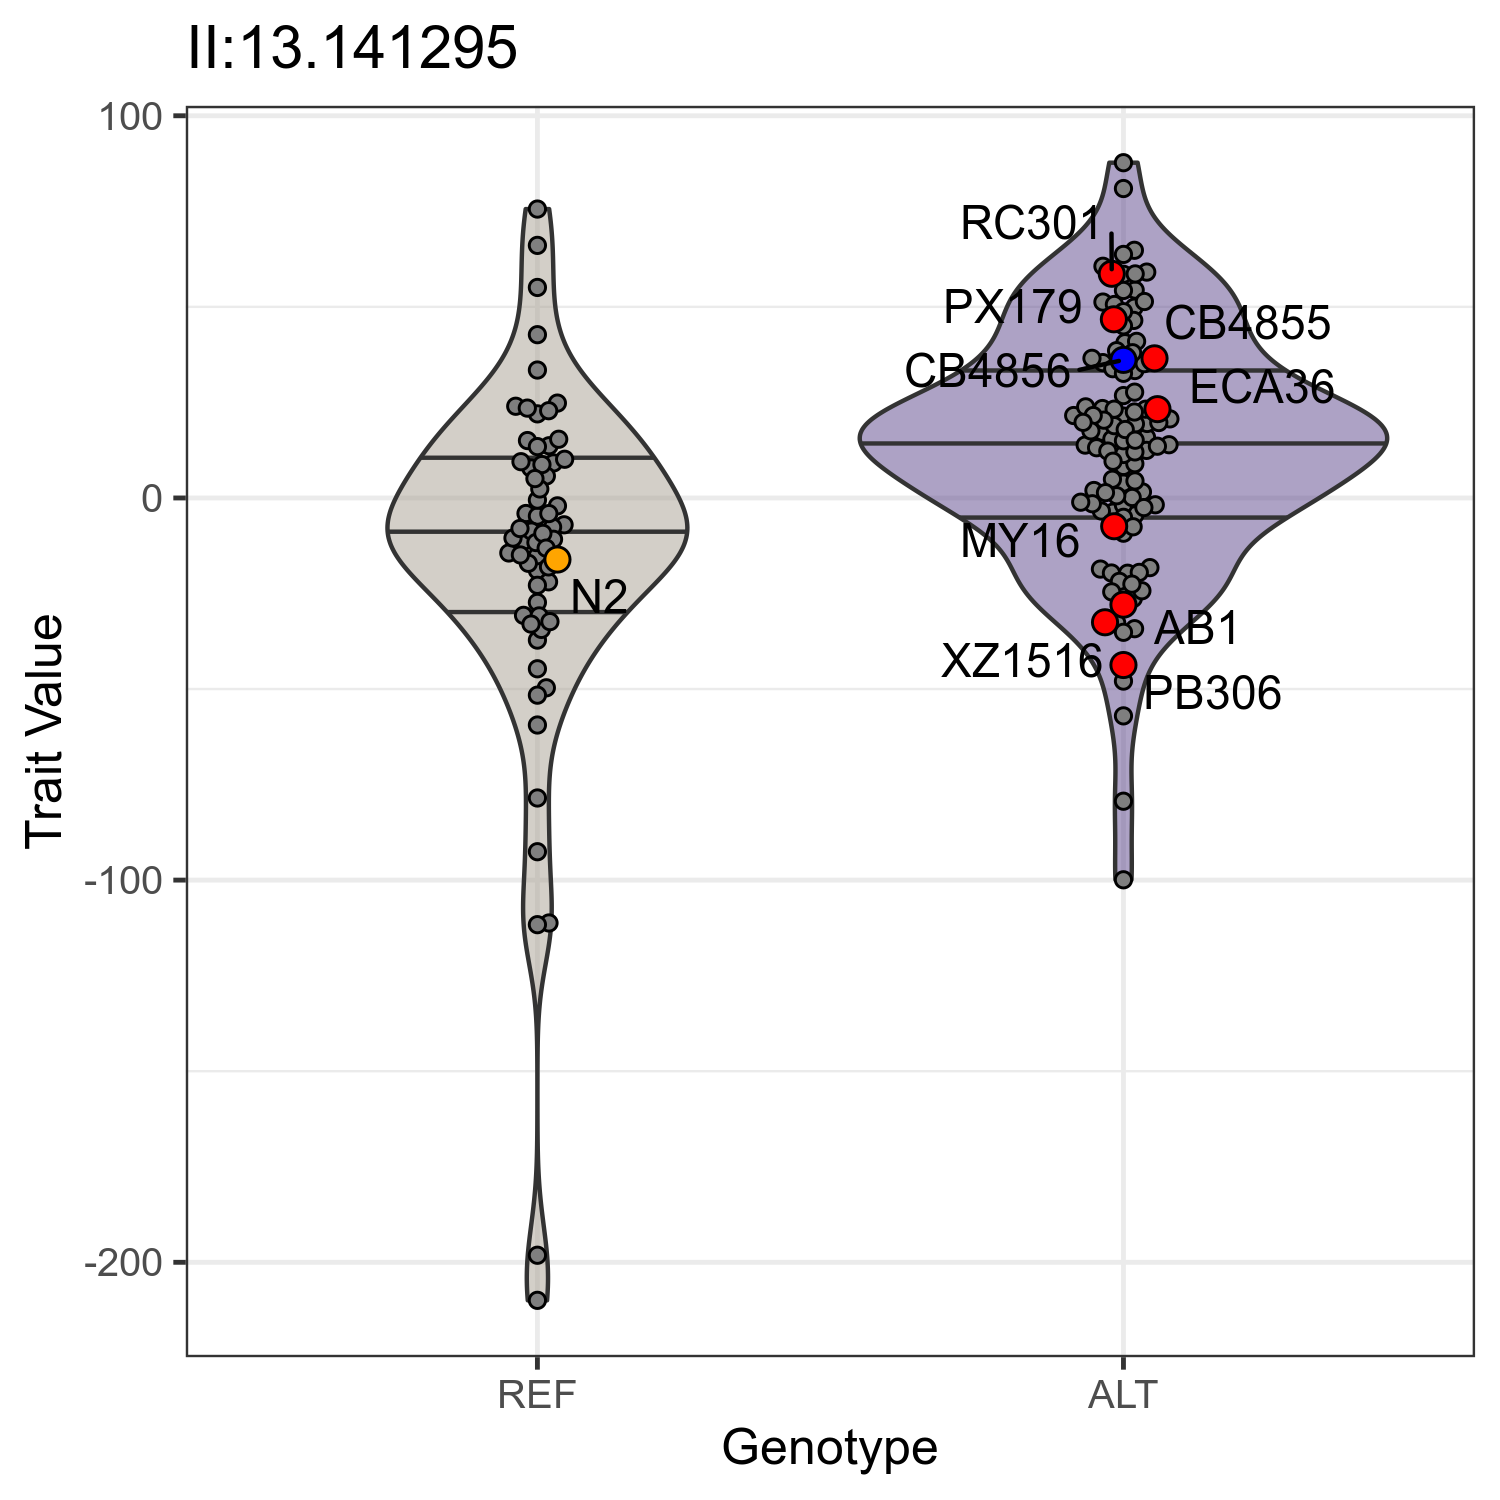 II:13.141295
Trait Value
100
0
-100
-200
RC301
PX179
CB4855
CB4856
ECA36
MY16
N2
AB1
XZ1516
PB306
REF
ALT
Genotype